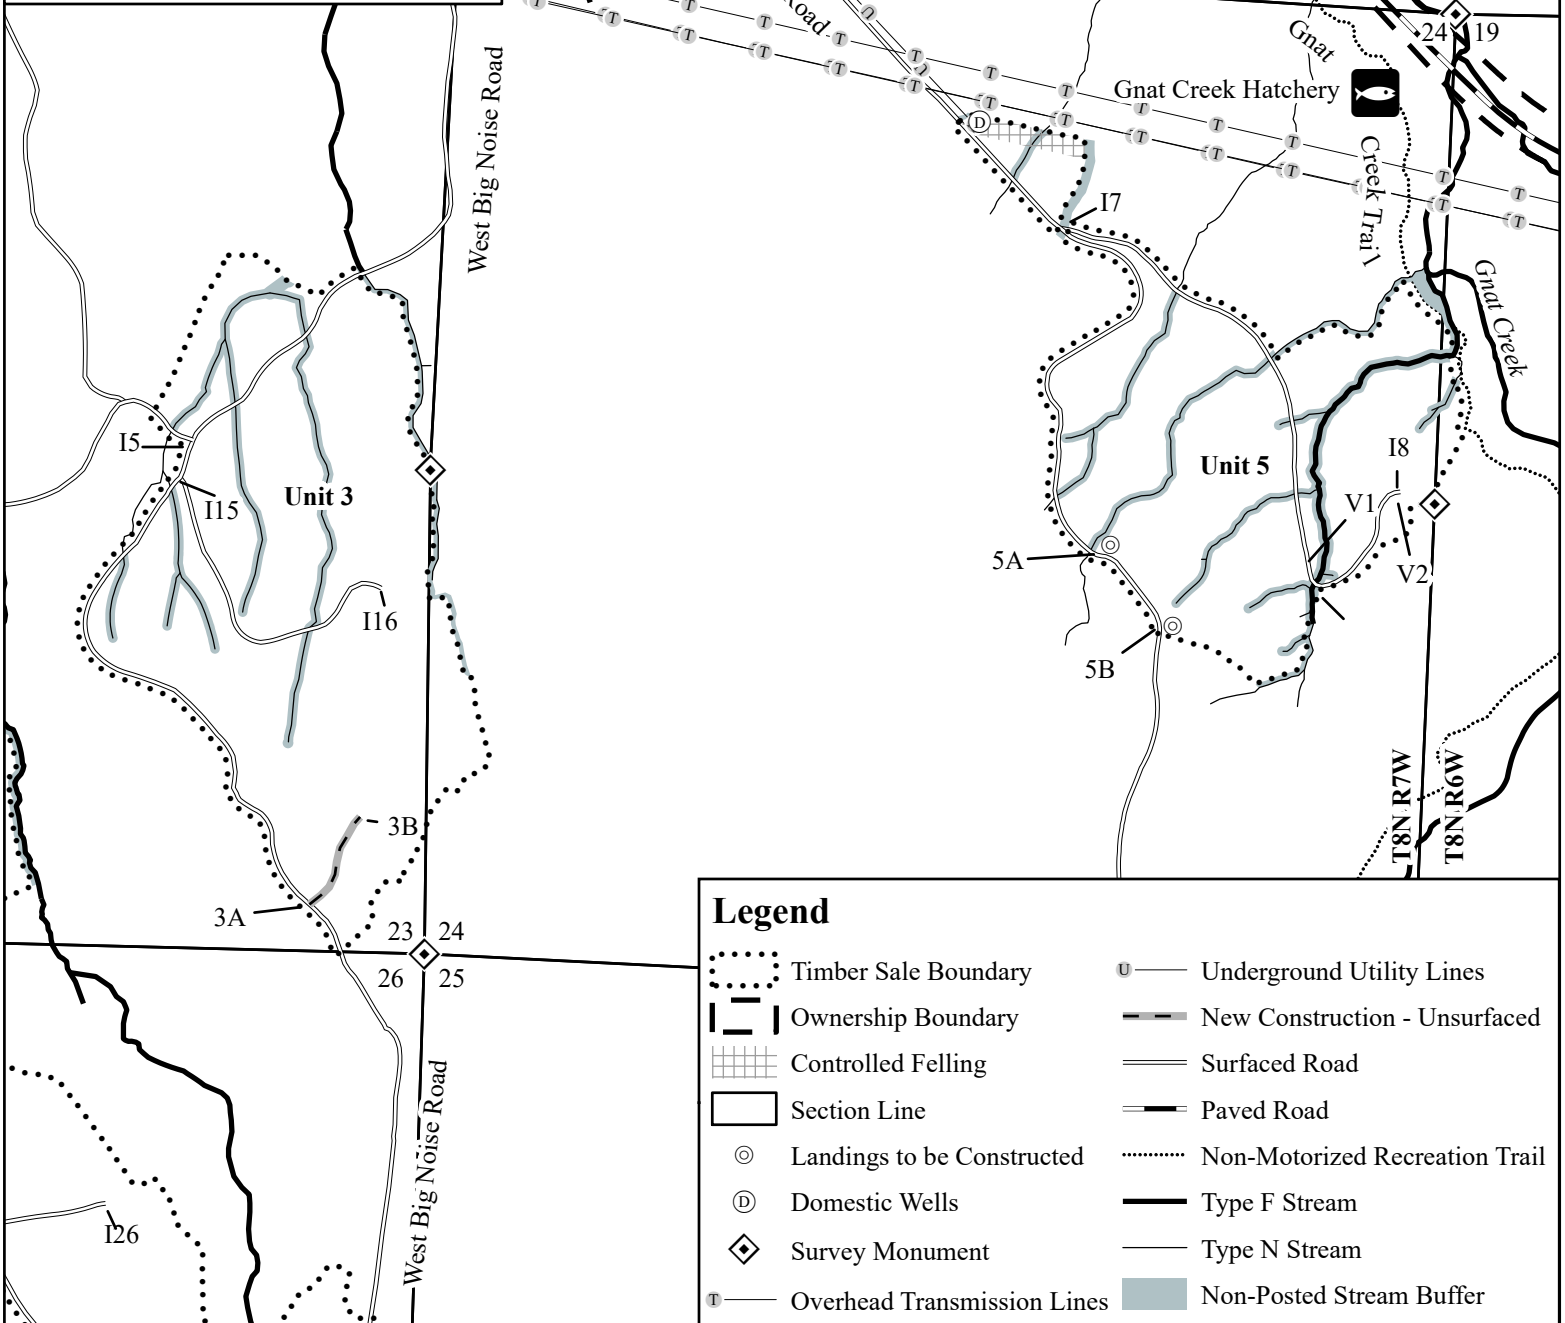 Road
Gnat
24
19
Gnat Creek Hatchery
West Big Noise Road
D
Creek Trail
I7
Gnat Creek
I5
I15
Unit 3
I16
Unit 5
I8
V1
V2
5A
5B
3B
3A
23
24
26
25
T8N R7W
T8N R6W
West Big Noise Road
I26
Legend
Timber Sale Boundary
Ownership Boundary
Controlled Felling
Section Line
Landings to be Constructed
D Domestic Wells
Survey Monument
T Overhead Transmission Lines
U Underground Utility Lines
New Construction - Unsurfaced
Surfaced Road
Paved Road
Non-Motorized Recreation Trail
Type F Stream
Type N Stream
Non-Posted Stream Buffer